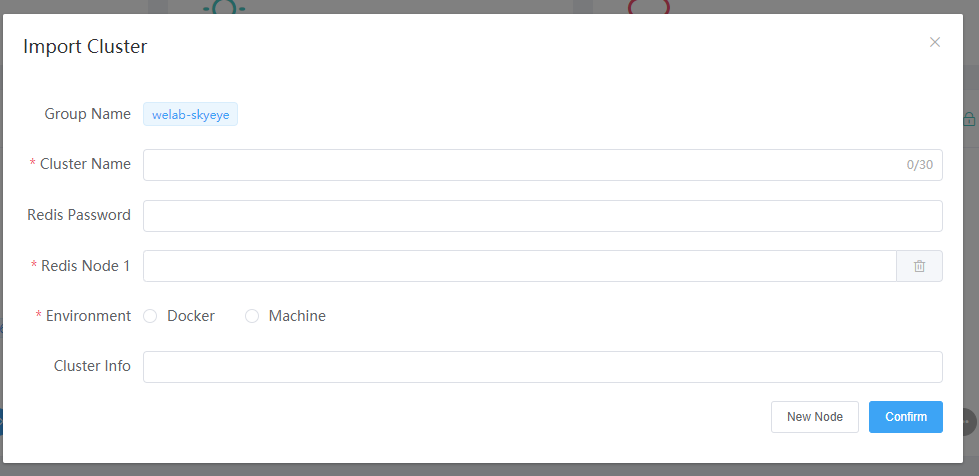 Import Cluster
Group Name welab-skyeye
* Cluster Name 0/30
Redis Password
* Redis Node 1
* Environment Docker Machine
Cluster Info
New Node Confirm